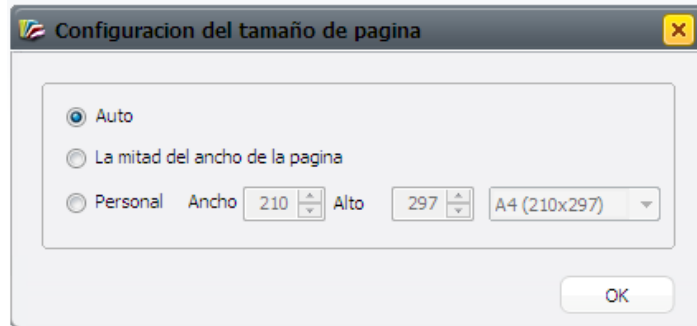 Configuracion del tamaño de pagina
Auto
La mitad del ancho de la pagina
Personal Ancho 210 Alto 297 A4 (210x297)
OK